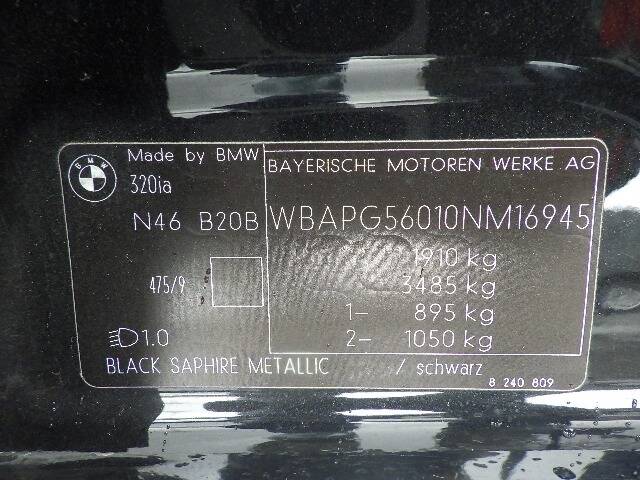 BMW
Made by BMW
320ia
N46 B20B
475/9
1.0
BAYERISCHE MOTOREN WERKE AG
WBAPG56010NM16945
1910 kg
3485 kg
1- 895 kg
2- 1050 kg
BLACK SAPHIRE METALLIC / schwarz
8 240 809